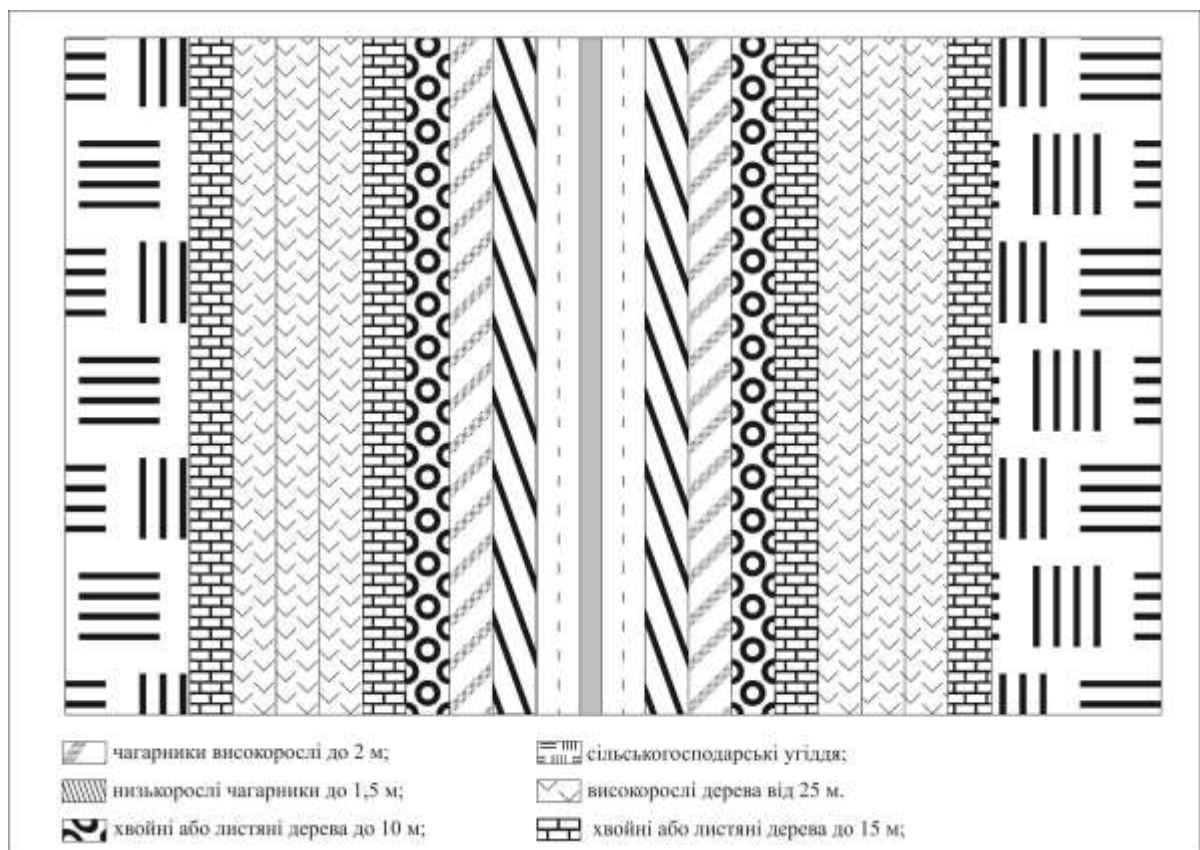 чагарники високорослі до 2 м;
низькорослі чагарники до 1,5 м;
хвойні або листяні дерева до 10 м;
сільськогосподарські угіддя;
високорослі дерева від 25 м.
хвойні або листяні дерева до 15 м;